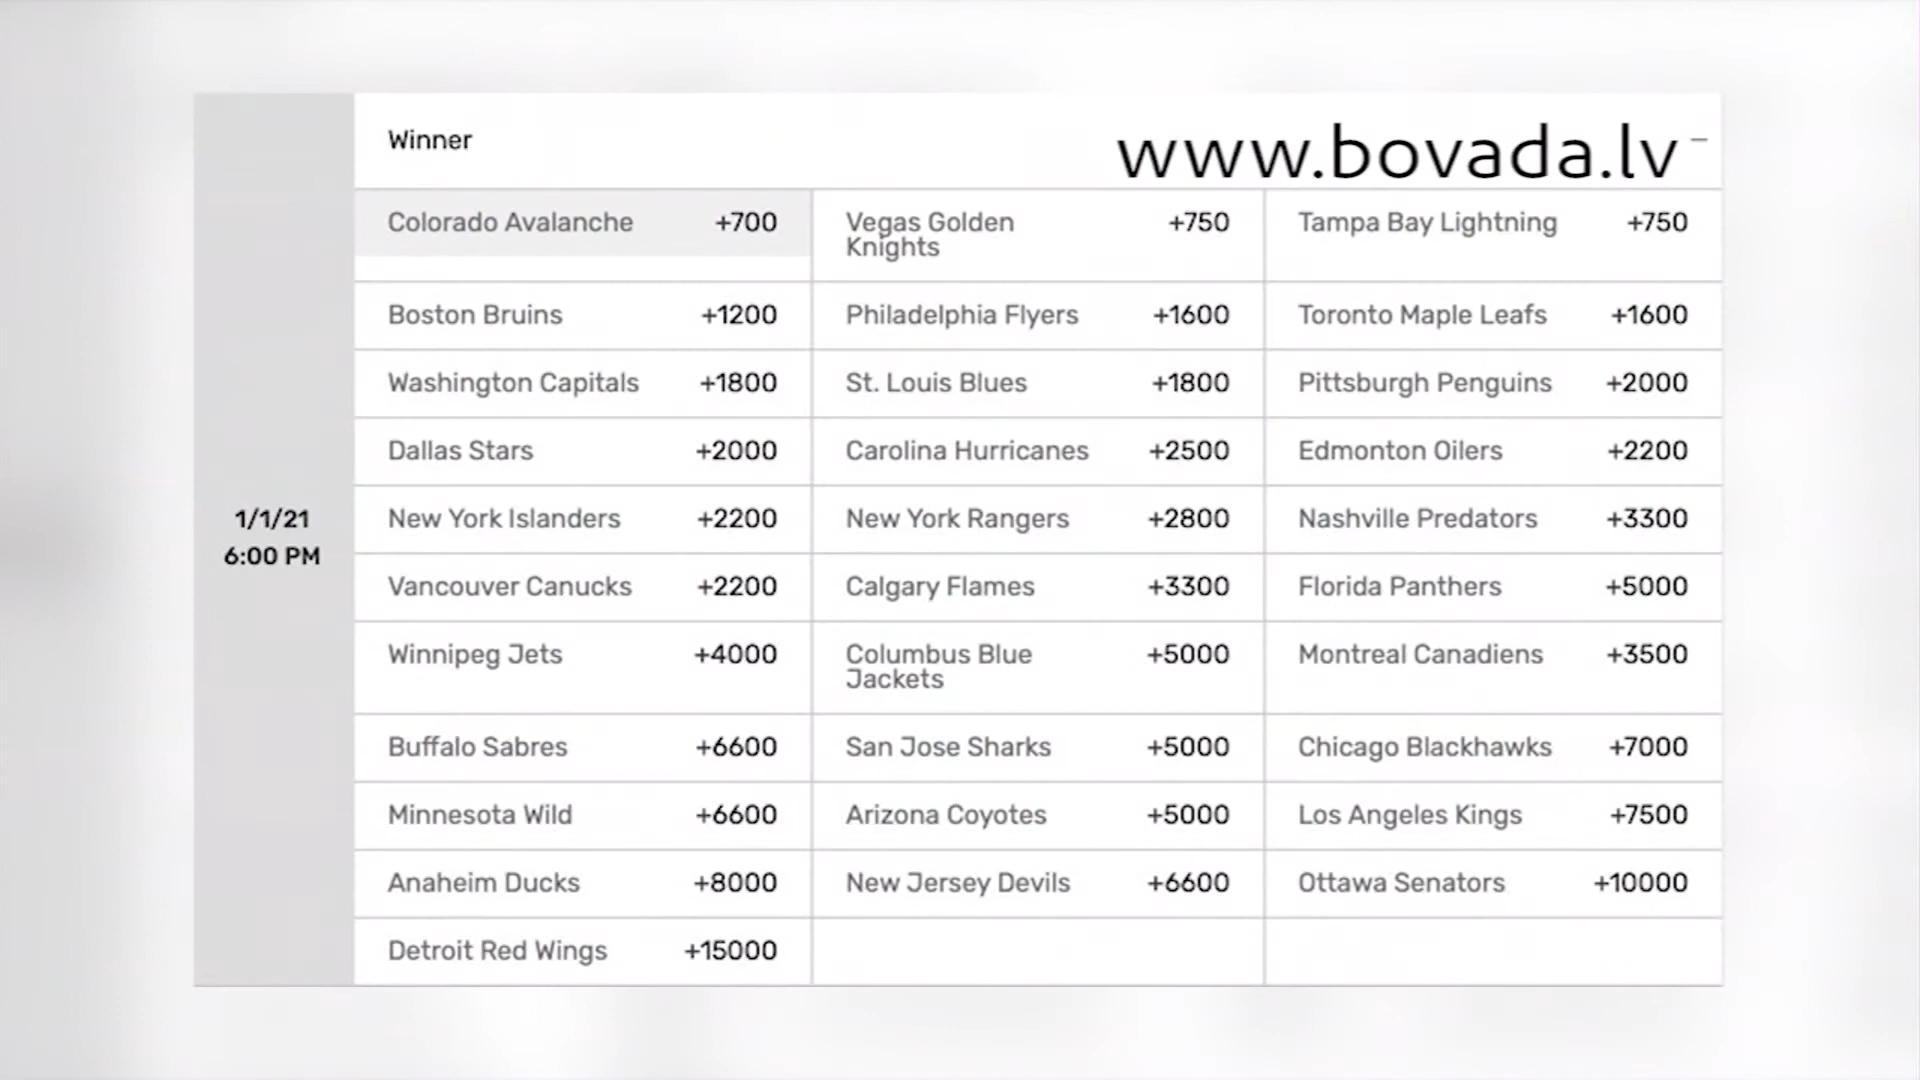 Winner
www.bovada.lv
Colorado Avalanche +700 Vegas Golden +750 Tampa Bay Lightning +750
Knights
Boston Bruins +1200 Philadelphia Flyers +1600 Toronto Maple Leafs +1600
Washington Capitals +1800 St. Louis Blues +1800 Pittsburgh Penguins +2000
Dallas Stars +2000 Carolina Hurricanes +2500 Edmonton Oilers +2200
1/1/21
6:00 PM
New York Islanders +2200 New York Rangers +2800 Nashville Predators +3300
Vancouver Canucks +2200 Calgary Flames +3300 Florida Panthers +5000
Winnipeg Jets +4000 Columbus Blue +5000 Montreal Canadiens +3500
Jackets
Buffalo Sabres +6600 San Jose Sharks +5000 Chicago Blackhawks +7000
Minnesota Wild +6600 Arizona Coyotes +5000 Los Angeles Kings +7500
Anaheim Ducks +8000 New Jersey Devils +6600 Ottawa Senators +10000
Detroit Red Wings +15000